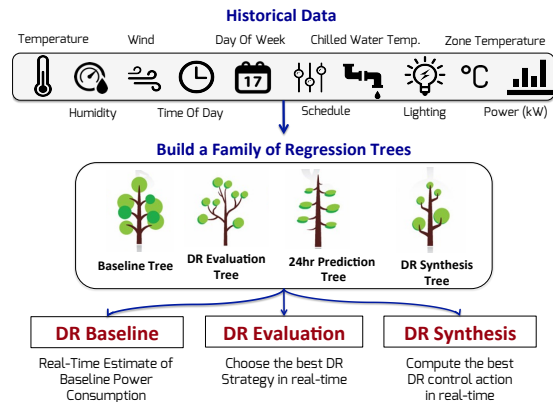 Historical Data
Temperature Wind Day Of Week Chilled Water Temp. Zone Temperature
17 °C
Humidity Time Of Day Schedule Lighting Power (kW)
Build a Family of Regression Trees
Baseline Tree
DR Evaluation
Tree
24hr Prediction
Tree
DR Synthesis
Tree
DR Baseline
Real-Time Estimate of
Baseline Power
Consumption
DR Evaluation
Choose the best DR
Strategy in real-time
DR Synthesis
Compute the best
DR control action
in real-time